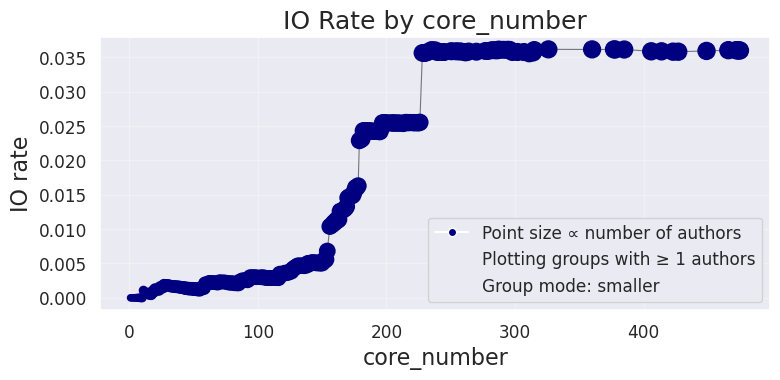 IO Rate by core_number
IO rate
0.035
0.030
0.025
0.020
0.015
0.010
0.005
0.000
Point size ∝ number of authors
Plotting groups with ≥ 1 authors
Group mode: smaller
0 100 200 300 400
core_number